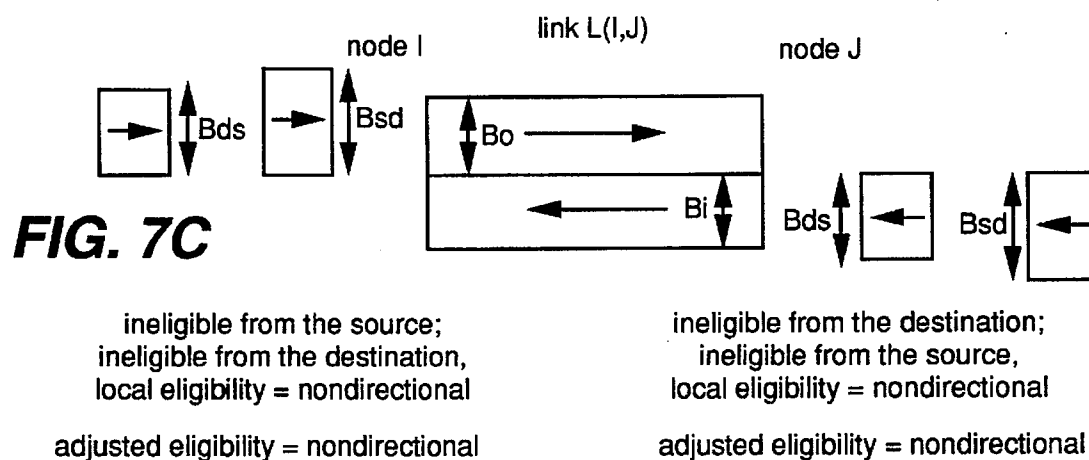 link L(I,J)
node I
node J
Bds
Bsd
Bo
Bi
Bds
Bsd
FIG. 7C
ineligible from the source;
ineligible from the destination,
local eligibility = nondirectional
adjusted eligibility = nondirectional
ineligible from the destination;
ineligible from the source,
local eligibility = nondirectional
adjusted eligibility = nondirectional